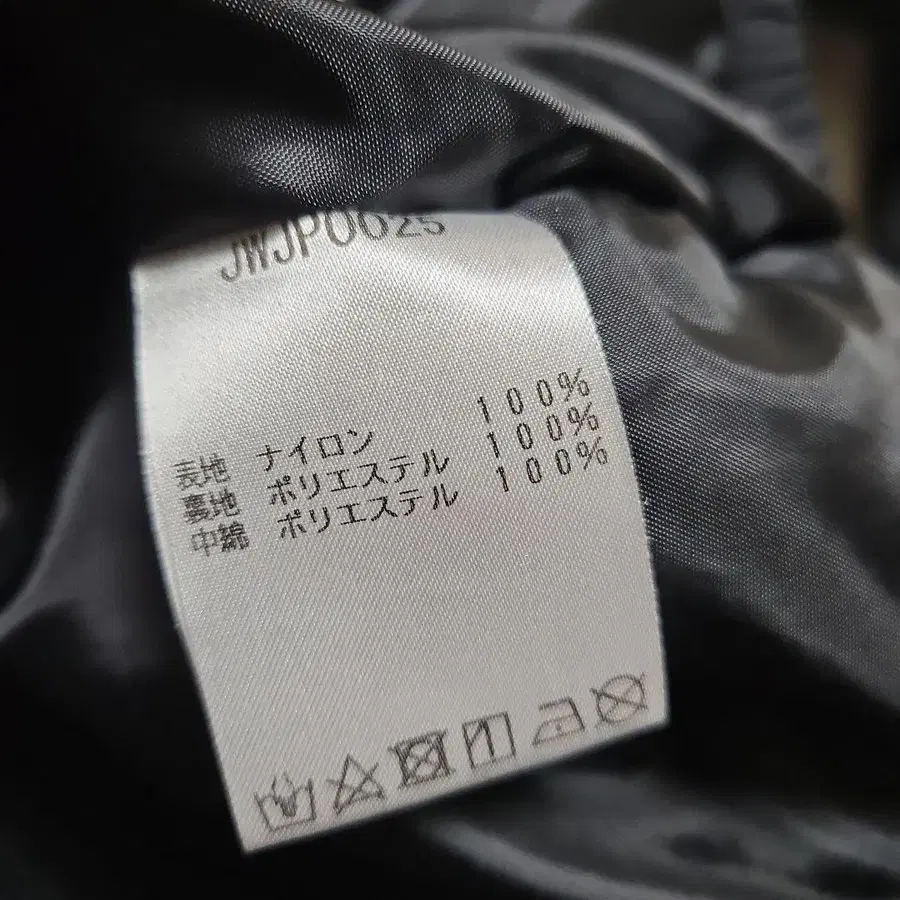 JWJP0625
表地 ナイロン 100%
裏地 ポリエステル 100%
中綿 ポリエステル 100%